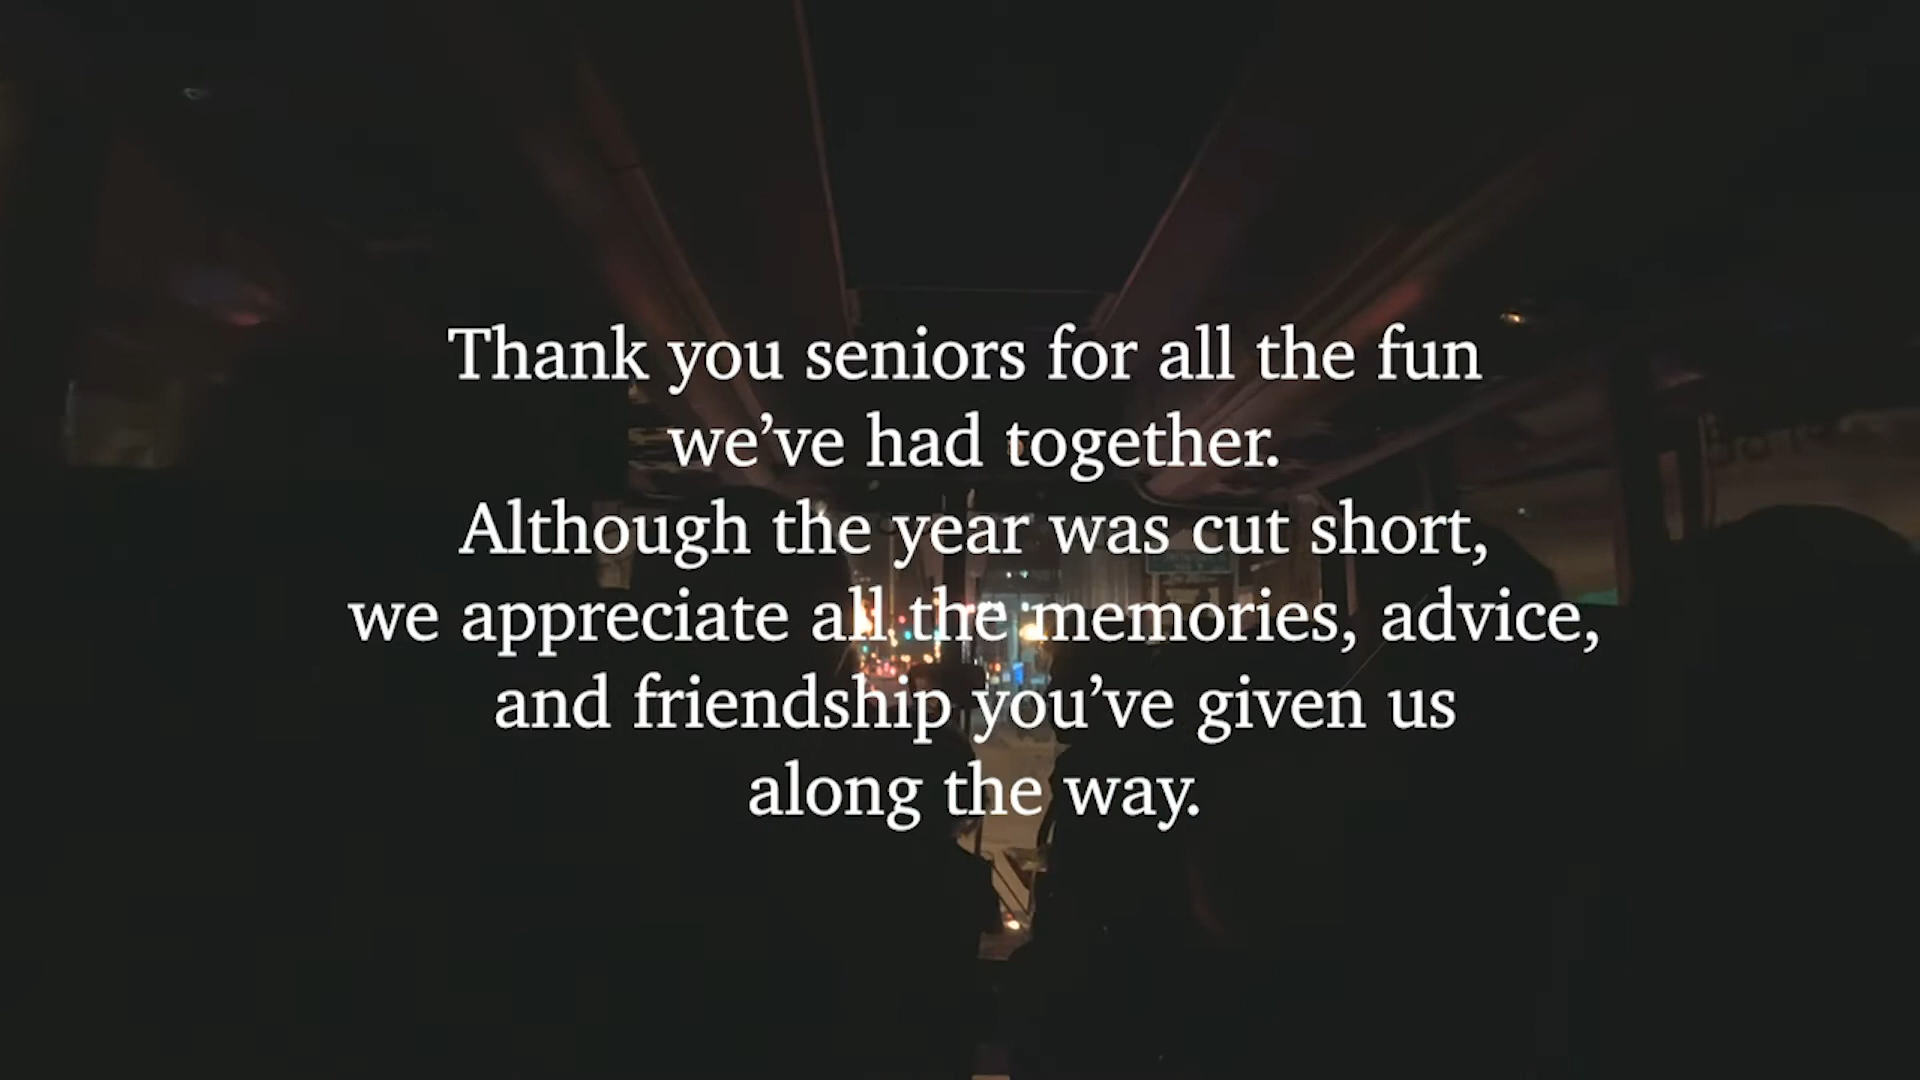 Thank you seniors for all the fun
we’ve had together.
Although the year was cut short,
we appreciate all the memories, advice,
and friendship you’ve given us
along the way.